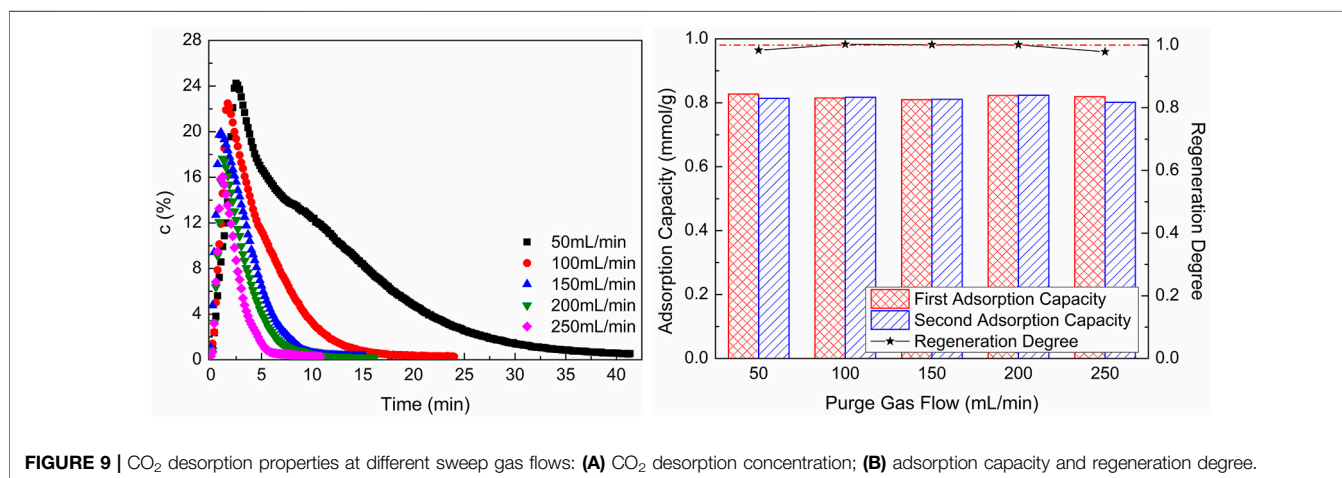 28
24
20
16
12
8
4
0
c (%)
50mL/min
100mL/min
150mL/min
200mL/min
250mL/min
0 5 10 15 20 25 30 35 40
Time (min)
1.0
0.8
0.6
0.4
0.2
0.0
Adsorption Capacity (mmol/g)
First Adsorption Capacity
Second Adsorption Capacity
Regeneration Degree
50 100 150 200 250
Purge Gas Flow (mL/min)
1.0
0.8
0.6
0.4
0.2
0.0
Regeneration Degree
FIGURE 9 | CO₂ desorption properties at different sweep gas flows: (A) CO₂ desorption concentration; (B) adsorption capacity and regeneration degree.